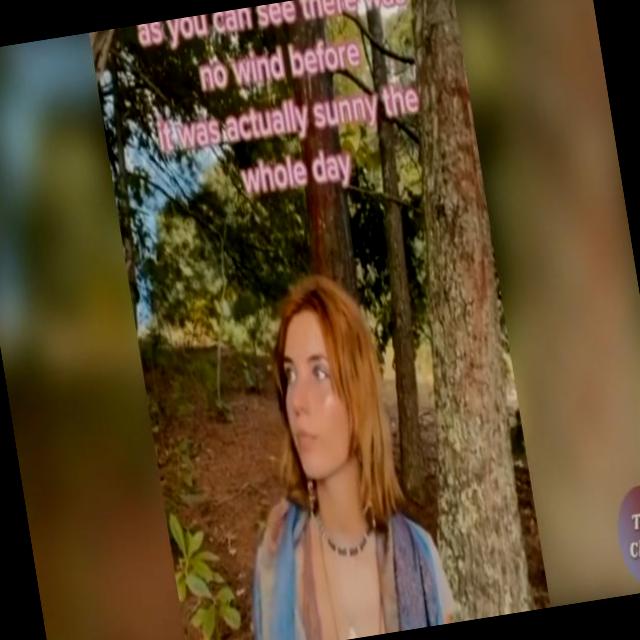 as you can see
no wind before
it was actually sunny the
whole day